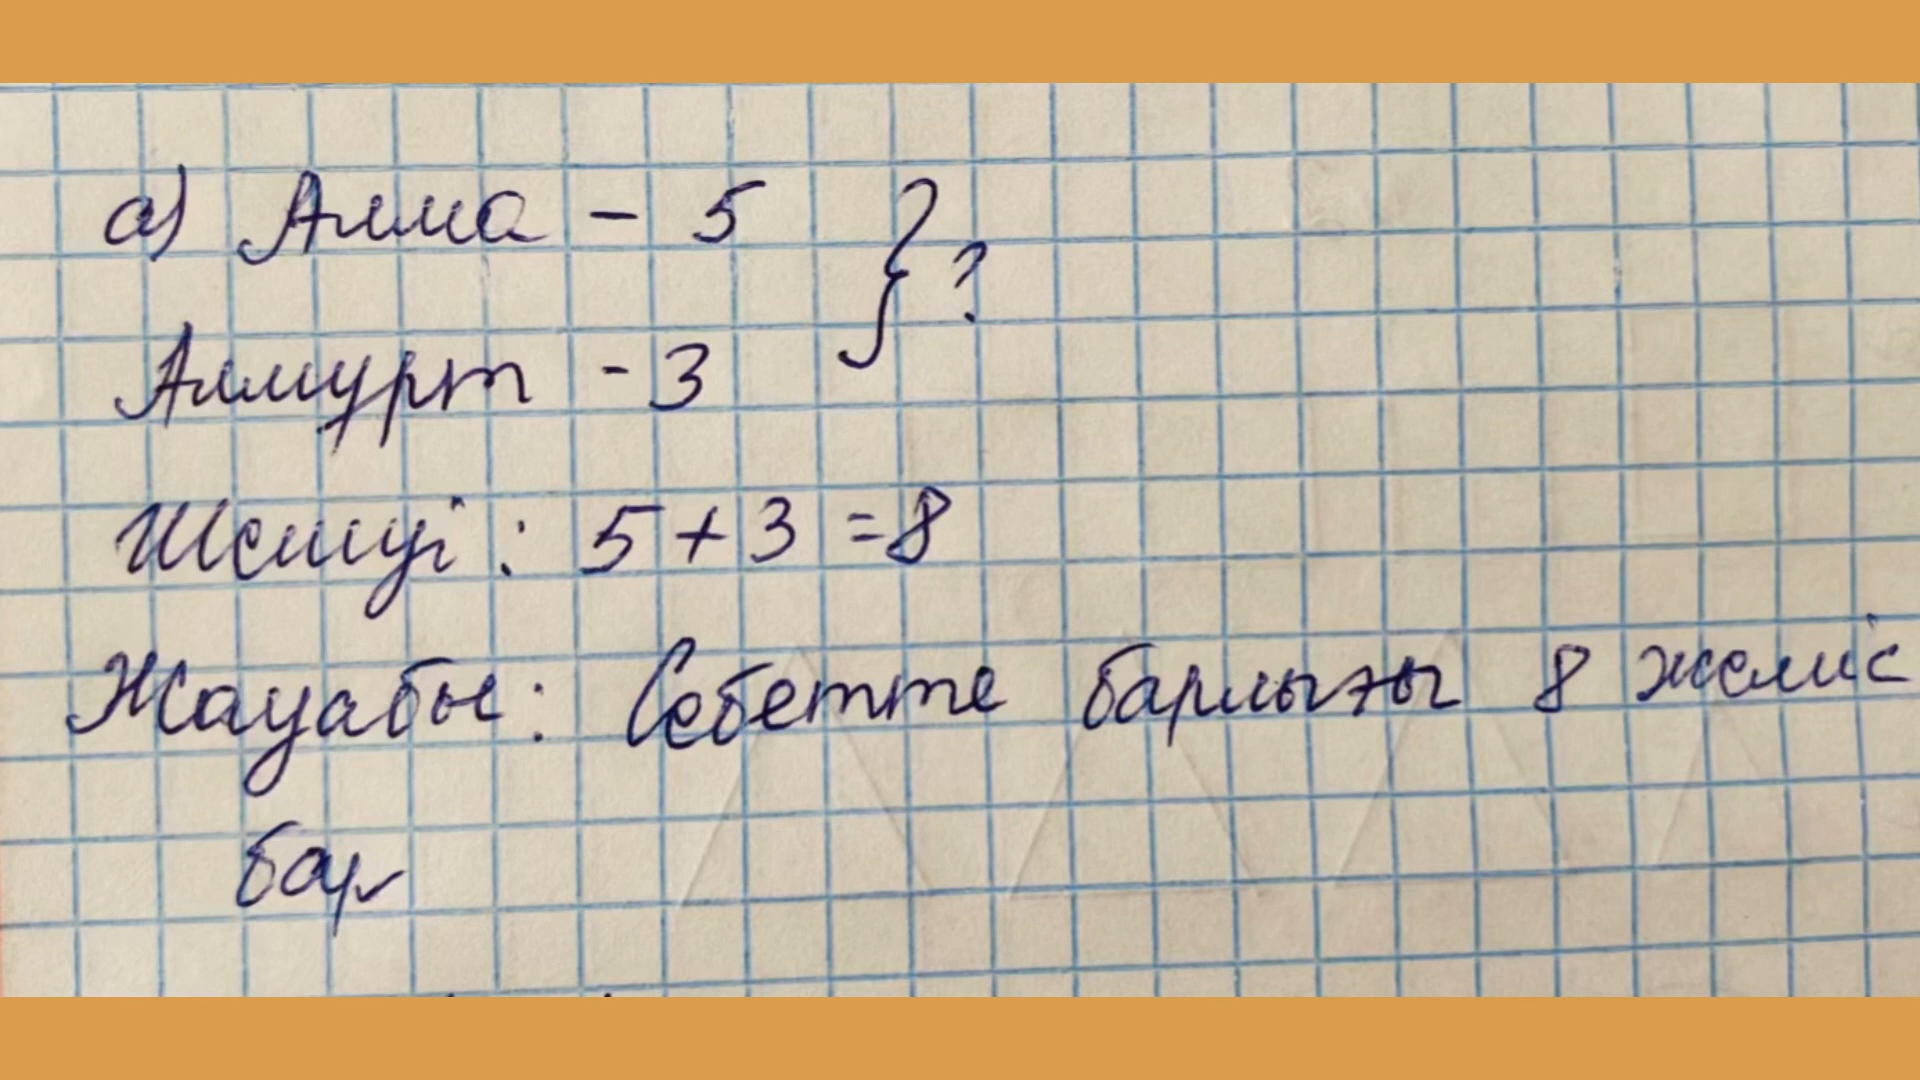 а) Алма - 5 } ?
Алмұрт - 3
Шешуі: 5 + 3 = 8
Жауабы: Себетте барлығы 8 жеміс
бар